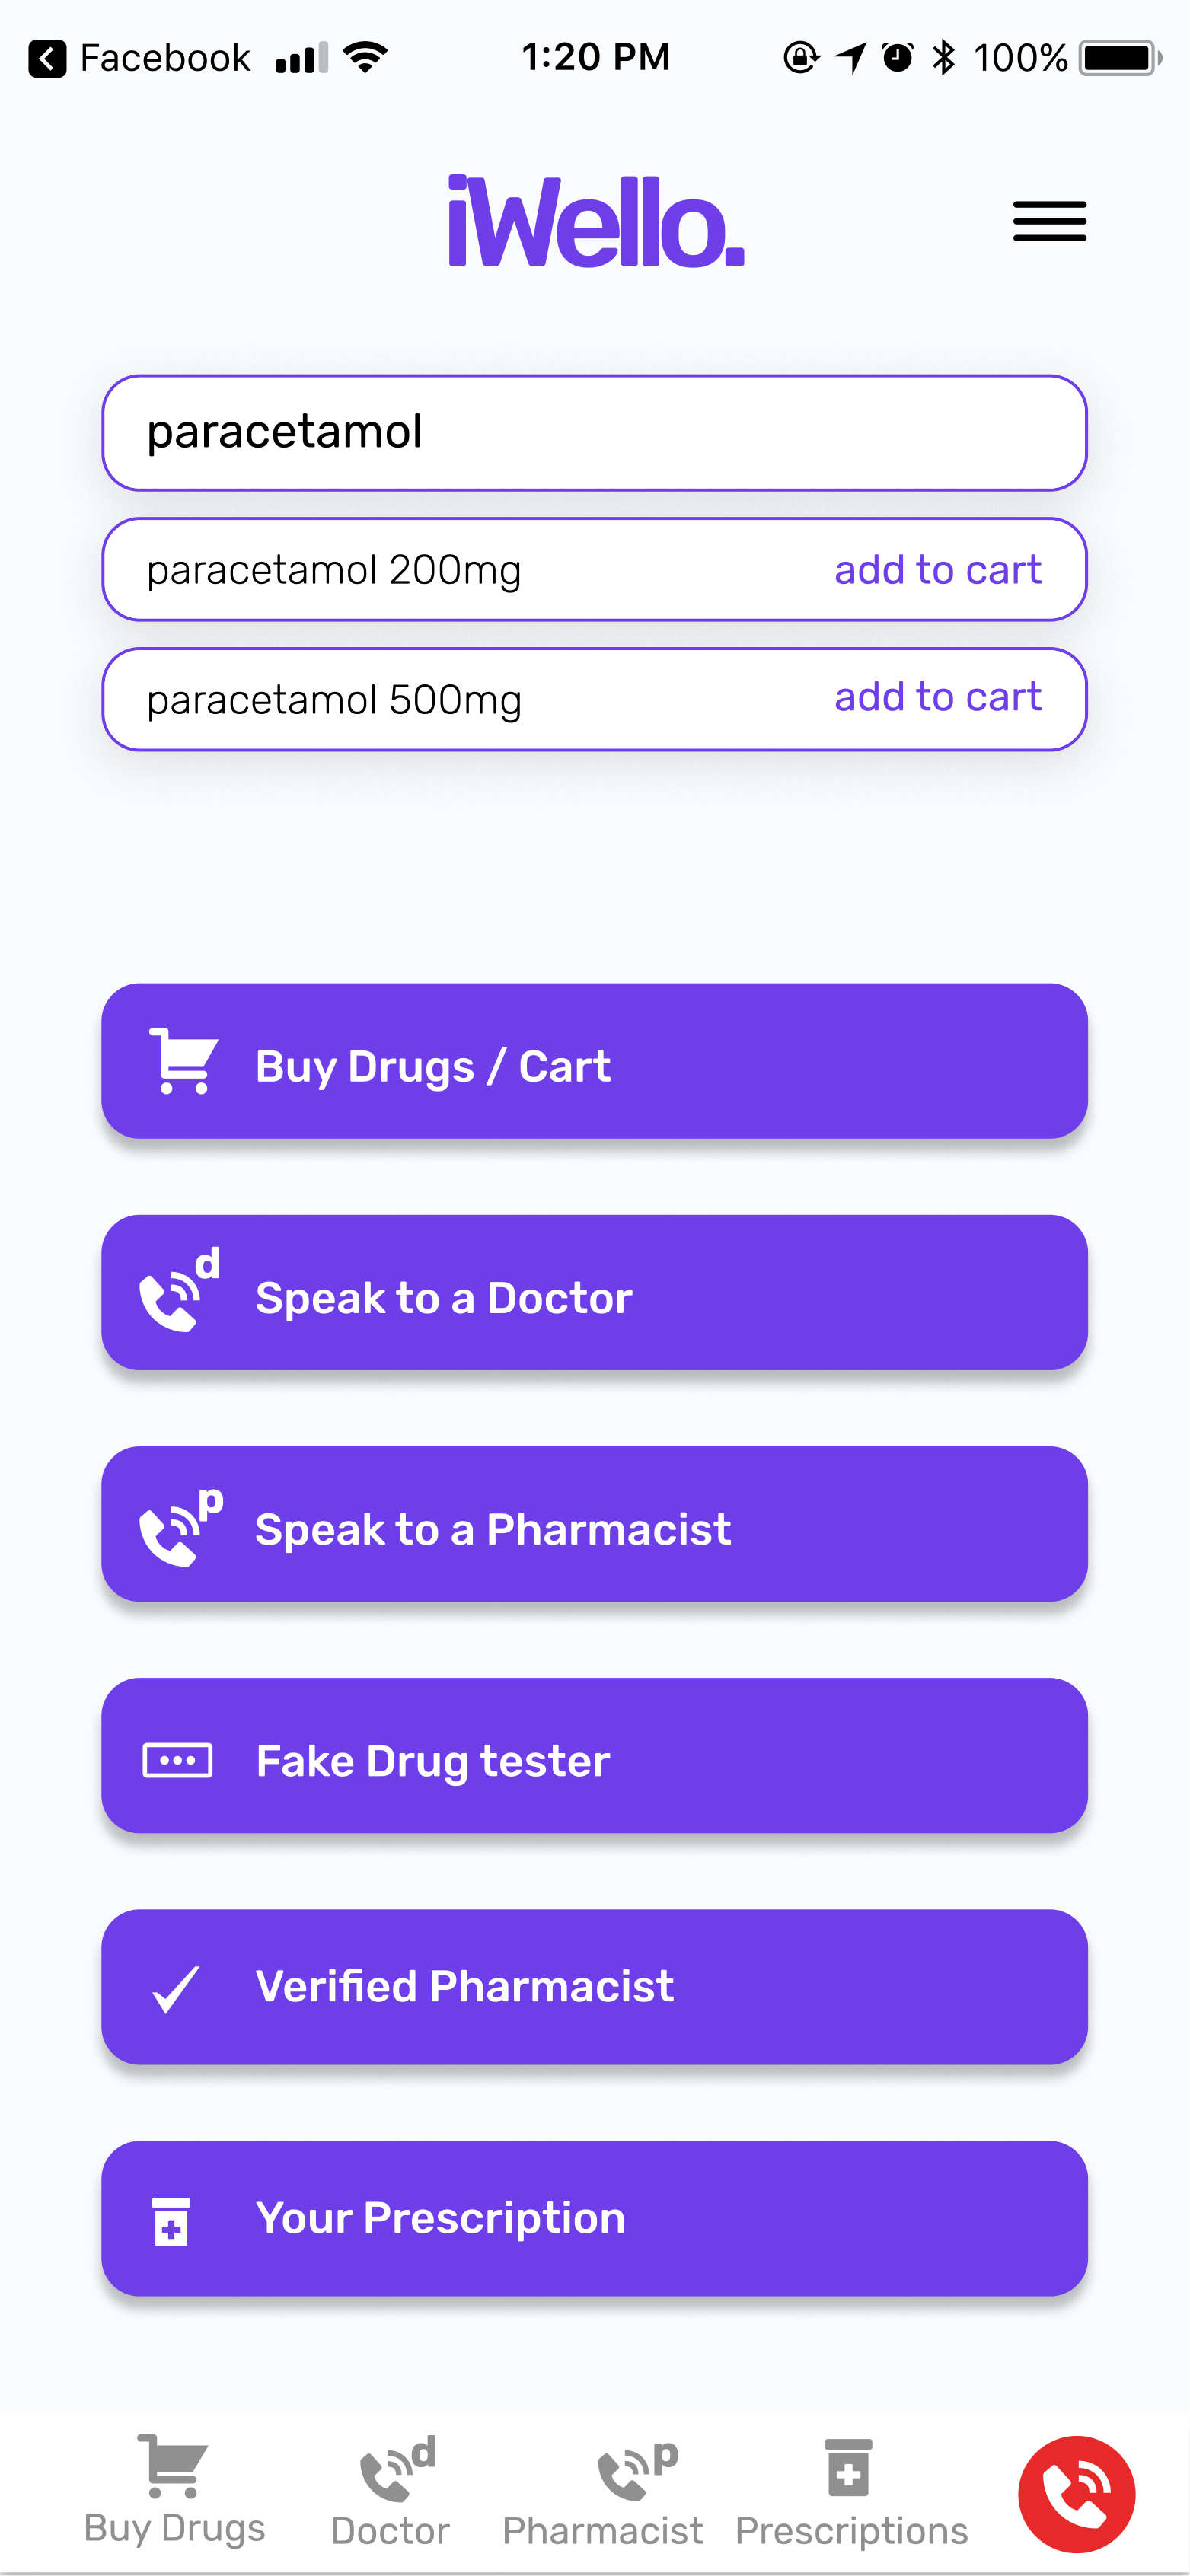 Facebook 1:20 PM 100%
iWello.
paracetamol
paracetamol 200mg add to cart
paracetamol 500mg add to cart
Buy Drugs / Cart
d
Speak to a Doctor
p
Speak to a Pharmacist
Fake Drug tester
Verified Pharmacist
Your Prescription
d p
Buy Drugs Doctor Pharmacist Prescriptions